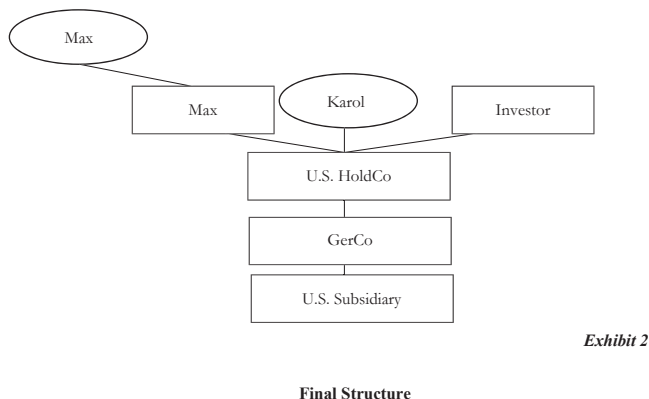 Max
Max
Karol
Investor
U.S. HoldCo
GerCo
U.S. Subsidiary
Exhibit 2
Final Structure